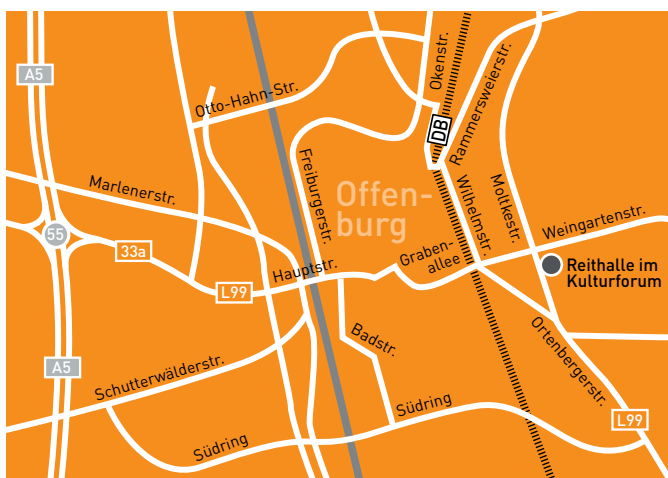 A5
Otto-Hahn-Str.
Okenstr.
DB
Rammersweierstr.
Marlenerstr.
Freiburgerstr.
Offen-
burg
Wilhelmstr.
Moltkestr.
Weingartenstr.
55
33a
Graben-
allee
Hauptstr.
Reithalle im
Kulturforum
L99
Badstr.
Ortenbergerstr.
A5
Schutterwälderstr.
Südring
Südring
L99